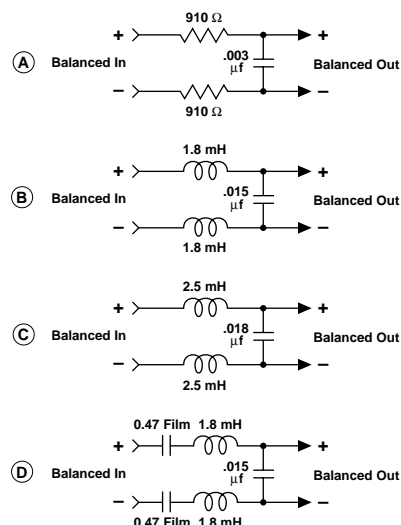 910 Ω
+ +
.003
A Balanced In µf Balanced Out
– –
910 Ω
1.8 mH
+ +
.015
B Balanced In µf Balanced Out
– –
1.8 mH
2.5 mH
+ +
.018
C Balanced In µf Balanced Out
– –
2.5 mH
0.47 Film 1.8 mH
+ +
.015
D Balanced In µf Balanced Out
– –
0.47 Film 1.8 mH